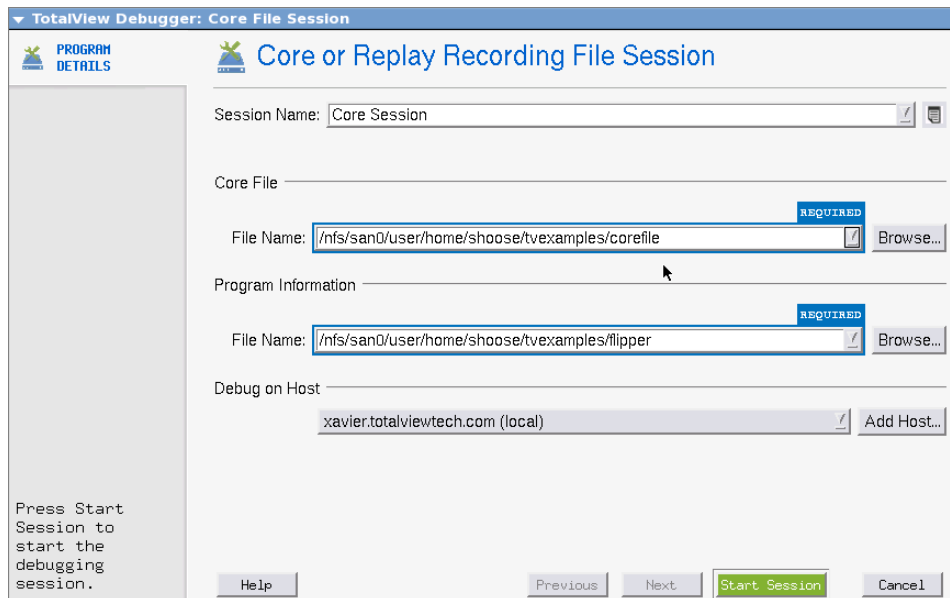 TotalView Debugger: Core File Session
PROGRAM
DETAILS
Core or Replay Recording File Session
Session Name: Core Session
Core File
REQUIRED
File Name: /nfs/san0/user/home/shoose/tvexamples/corefile Browse...
Program Information
REQUIRED
File Name: /nfs/san0/user/home/shoose/tvexamples/flipper Browse...
Debug on Host
xavier.totalviewtech.com (local) Add Host...
Press Start
Session to
start the
debugging
session.
Help Previous Next Start Session Cancel